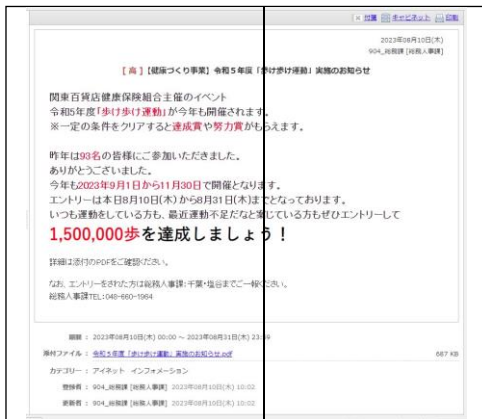 付箋 キャビネット 印刷
2023年08月10日(木)
904_総務課 [総務人事課]
[ 高 ]【健康づくり事業】令和５年度「歩け歩け運動」実施のお知らせ
関東百貨店健康保険組合主催のイベント
令和5年度「歩け歩け運動」が今年も開催されます。
※一定の条件をクリアすると達成賞や努力賞がもらえます。
昨年は93名の皆様にご参加いただきました。
ありがとうございました。
今年も2023年9月1日から11月30日で開催となります。
エントリーは本日8月10日(木)から8月31日(木)までとなっております。
いつも運動をしている方も、最近運動不足だなと案じている方もぜひエントリーして
1,500,000歩を達成しましょう！
詳細は添付のPDFをご確認ください。
なお、エントリーをされた方は総務人事課:千葉・塩谷までご一報ください。
総務人事課TEL:048-660-1964
期間 : 2023年08月10日(木) 00:00 ～ 2023年08月31日(木) 23:59
添付ファイル : 令和５年度「歩け歩け運動」実施のお知らせ.pdf 687 KB
カテゴリー : アイネット インフォメーション
登録者 : 904_総務課 [総務人事課] 2023年08月10日(木) 10:02
更新者 : 904_総務課 [総務人事課] 2023年08月10日(木) 10:02